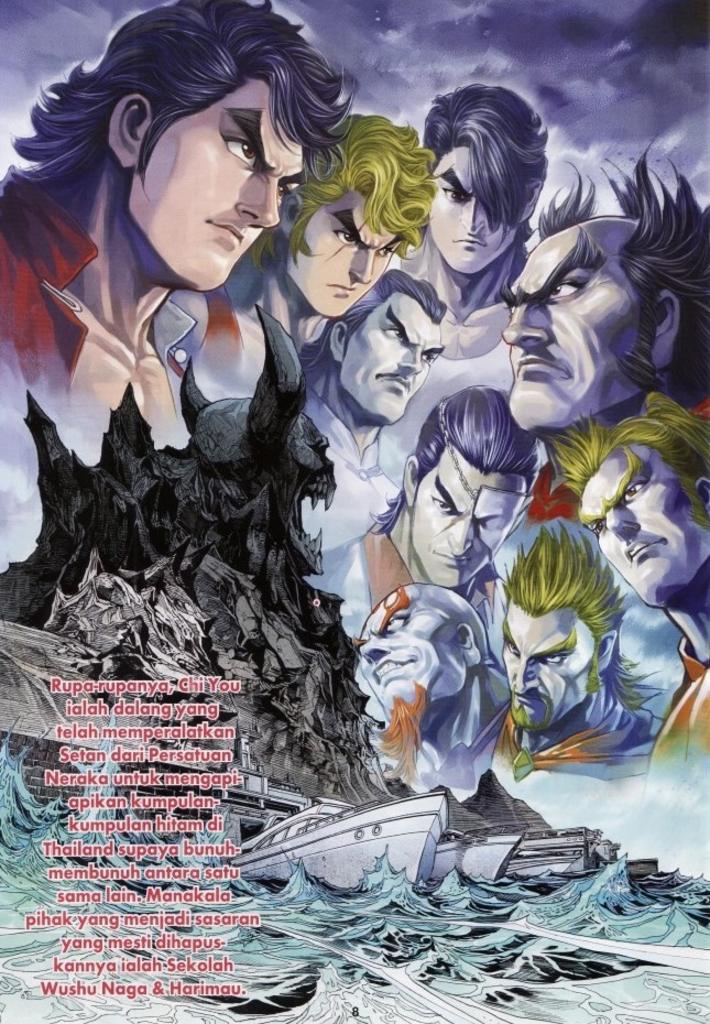 Rupa-rupanya, Chi You
ialah dalang yang
telah memperalatkan
Setan dari Persatuan
Neraka untuk mengapi-
apikan kumpulan-
kumpulan hitam di
Thailand supaya bunuh-
membunuh antara satu
sama lain. Manakala
pihak yang menjadi sasaran
yang mesti dihapus-
kannya ialah Sekolah
Wushu Naga & Harimau.
8